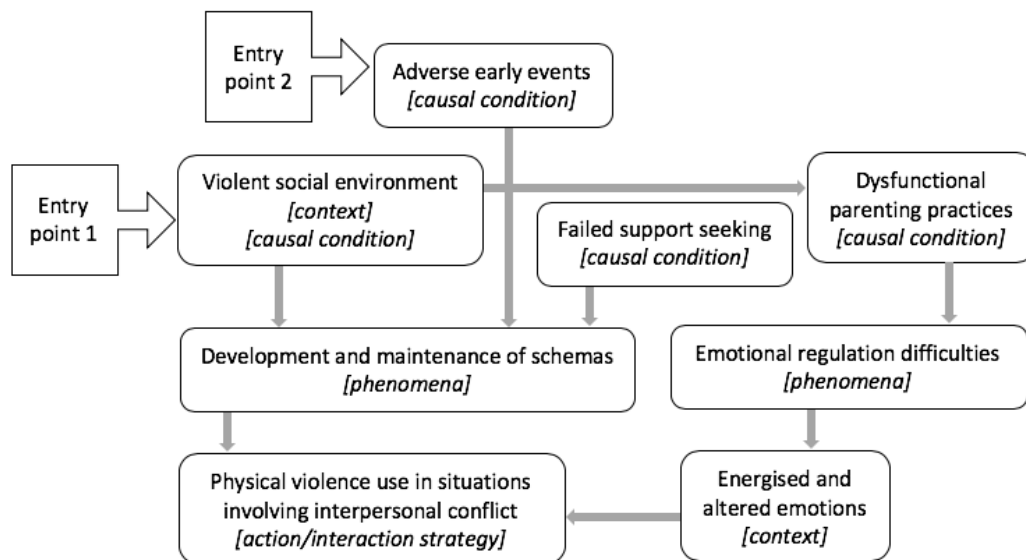 Entry
point 2
Adverse early events
[causal condition]
Entry
point 1
Violent social environment
[context]
[causal condition]
Failed support seeking
[causal condition]
Dysfunctional
parenting practices
[causal condition]
Development and maintenance of schemas
[phenomena]
Emotional regulation difficulties
[phenomena]
Physical violence use in situations
involving interpersonal conflict
[action/interaction strategy]
Energised and
altered emotions
[context]